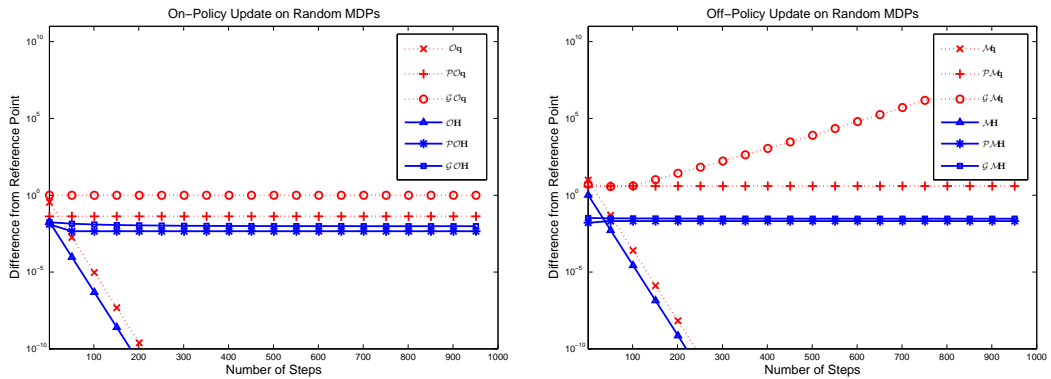 On-Policy Update on Random MDPs
10^10
10^5
10^0
10^-5
10^-10
Difference from Reference Point
𝒪q
𝒫𝒪q
𝒢𝒪q
𝒪H
𝒫𝒪H
𝒢𝒪H
100 200 300 400 500 600 700 800 900 1000
Number of Steps
Off-Policy Update on Random MDPs
10^10
10^5
10^0
10^-5
10^-10
Difference from Reference Point
ℳq
𝒫ℳq
𝒢ℳq
ℳH
𝒫ℳH
𝒢ℳH
100 200 300 400 500 600 700 800 900 1000
Number of Steps